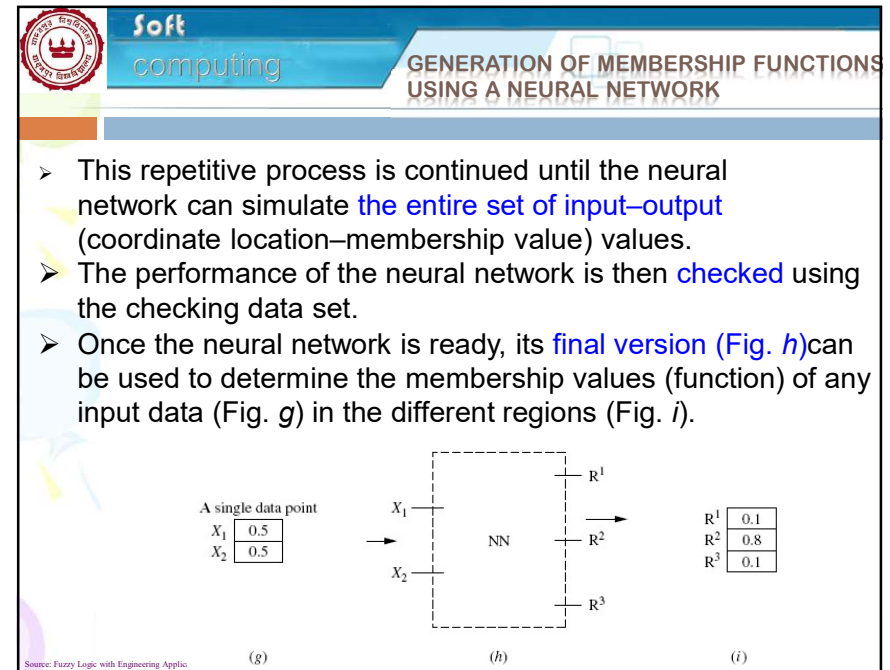 Soft
computing
GENERATION OF MEMBERSHIP FUNCTIONS
USING A NEURAL NETWORK
➢ This repetitive process is continued until the neural
network can simulate the entire set of input–output
(coordinate location–membership value) values.
➢ The performance of the neural network is then checked using
the checking data set.
➢ Once the neural network is ready, its final version (Fig. h)can
be used to determine the membership values (function) of any
input data (Fig. g) in the different regions (Fig. i).
A single data point
X₁ 0.5
X₂ 0.5
(g)
X₁
X₂
NN
R¹
R²
R³
(h)
R¹ 0.1
R² 0.8
R³ 0.1
(i)
Source: Fuzzy Logic with Engineering